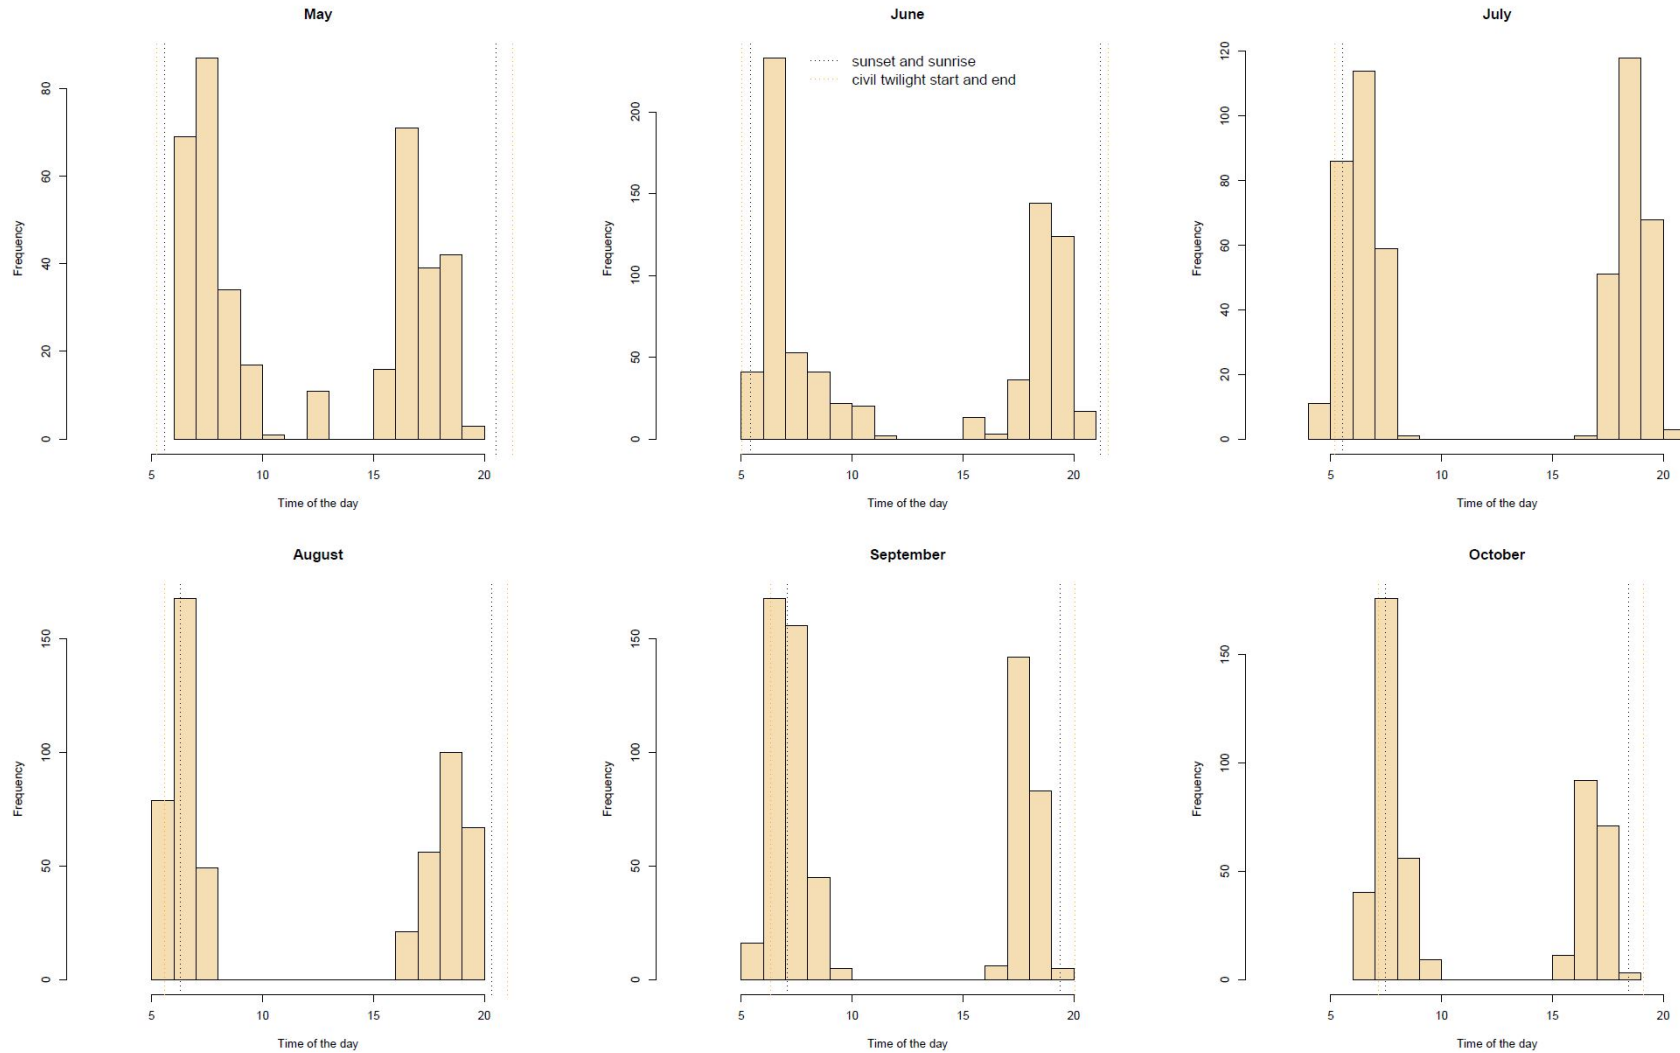 May
Frequency
0 20 40 60 80
5 10 15 20
Time of the day
June
sunset and sunrise
civil twilight start and end
Frequency
0 50 100 150 200
5 10 15 20
Time of the day
July
Frequency
0 20 40 60 80 100 120
5 10 15 20
Time of the day
August
Frequency
0 50 100 150
5 10 15 20
Time of the day
September
Frequency
0 50 100 150
5 10 15 20
Time of the day
October
Frequency
0 50 100 150
5 10 15 20
Time of the day